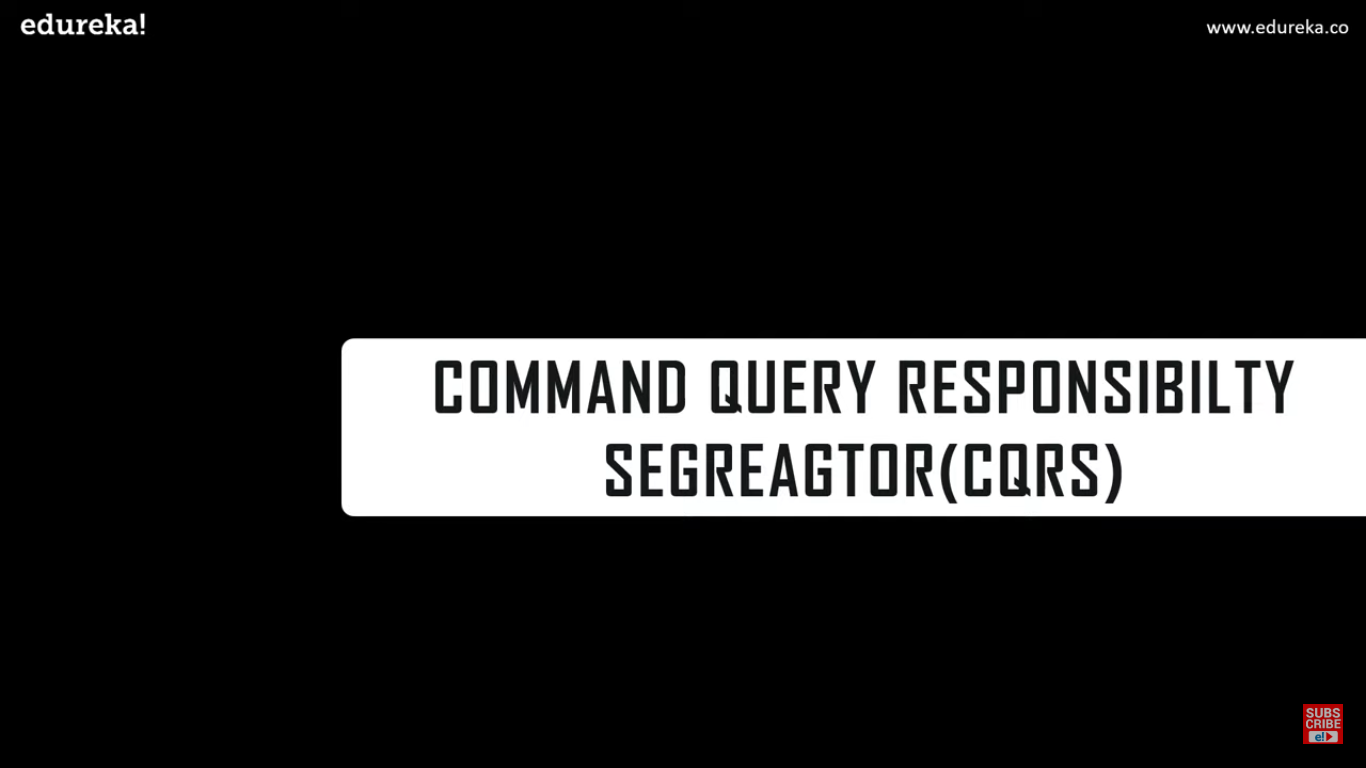 edureka!
www.edureka.co
COMMAND QUERY RESPONSIBILTY
SEGREAGTOR(CQRS)
SUBS
CRIBE
e!